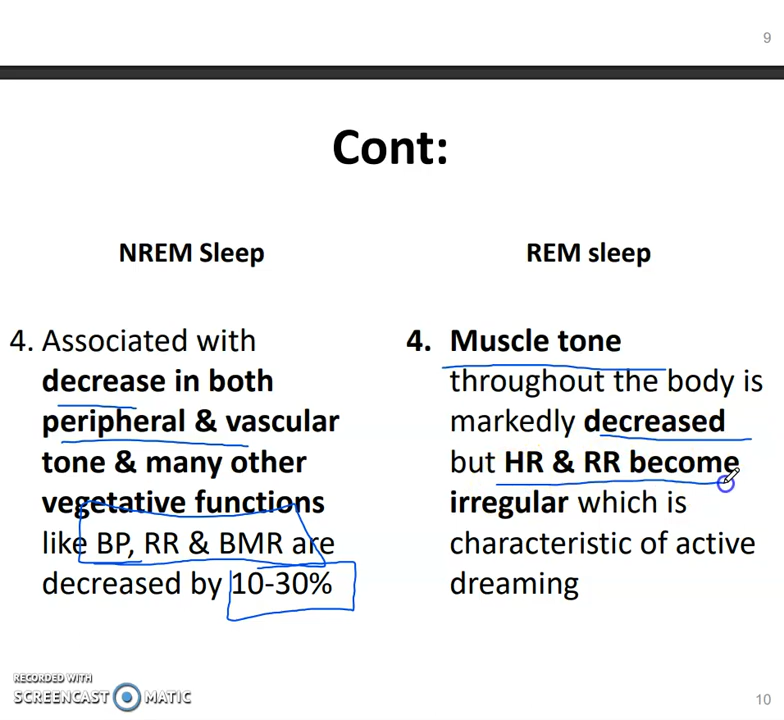 9
Cont:
NREM Sleep
4. Associated with
decrease in both
peripheral & vascular
tone & many other
vegetative functions
like BP, RR & BMR are
decreased by 10-30%
REM sleep
4. Muscle tone
throughout the body is
markedly decreased
but HR & RR become
irregular which is
characteristic of active
dreaming
RECORDED WITH
SCREENCAST MATIC
10